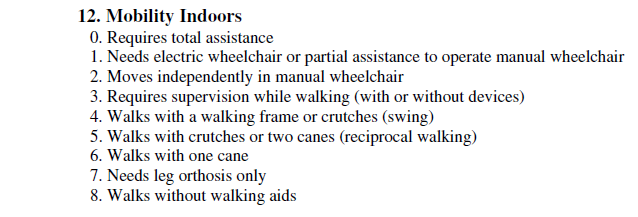 12. Mobility Indoors
0. Requires total assistance
1. Needs electric wheelchair or partial assistance to operate manual wheelchair
2. Moves independently in manual wheelchair
3. Requires supervision while walking (with or without devices)
4. Walks with a walking frame or crutches (swing)
5. Walks with crutches or two canes (reciprocal walking)
6. Walks with one cane
7. Needs leg orthosis only
8. Walks without walking aids